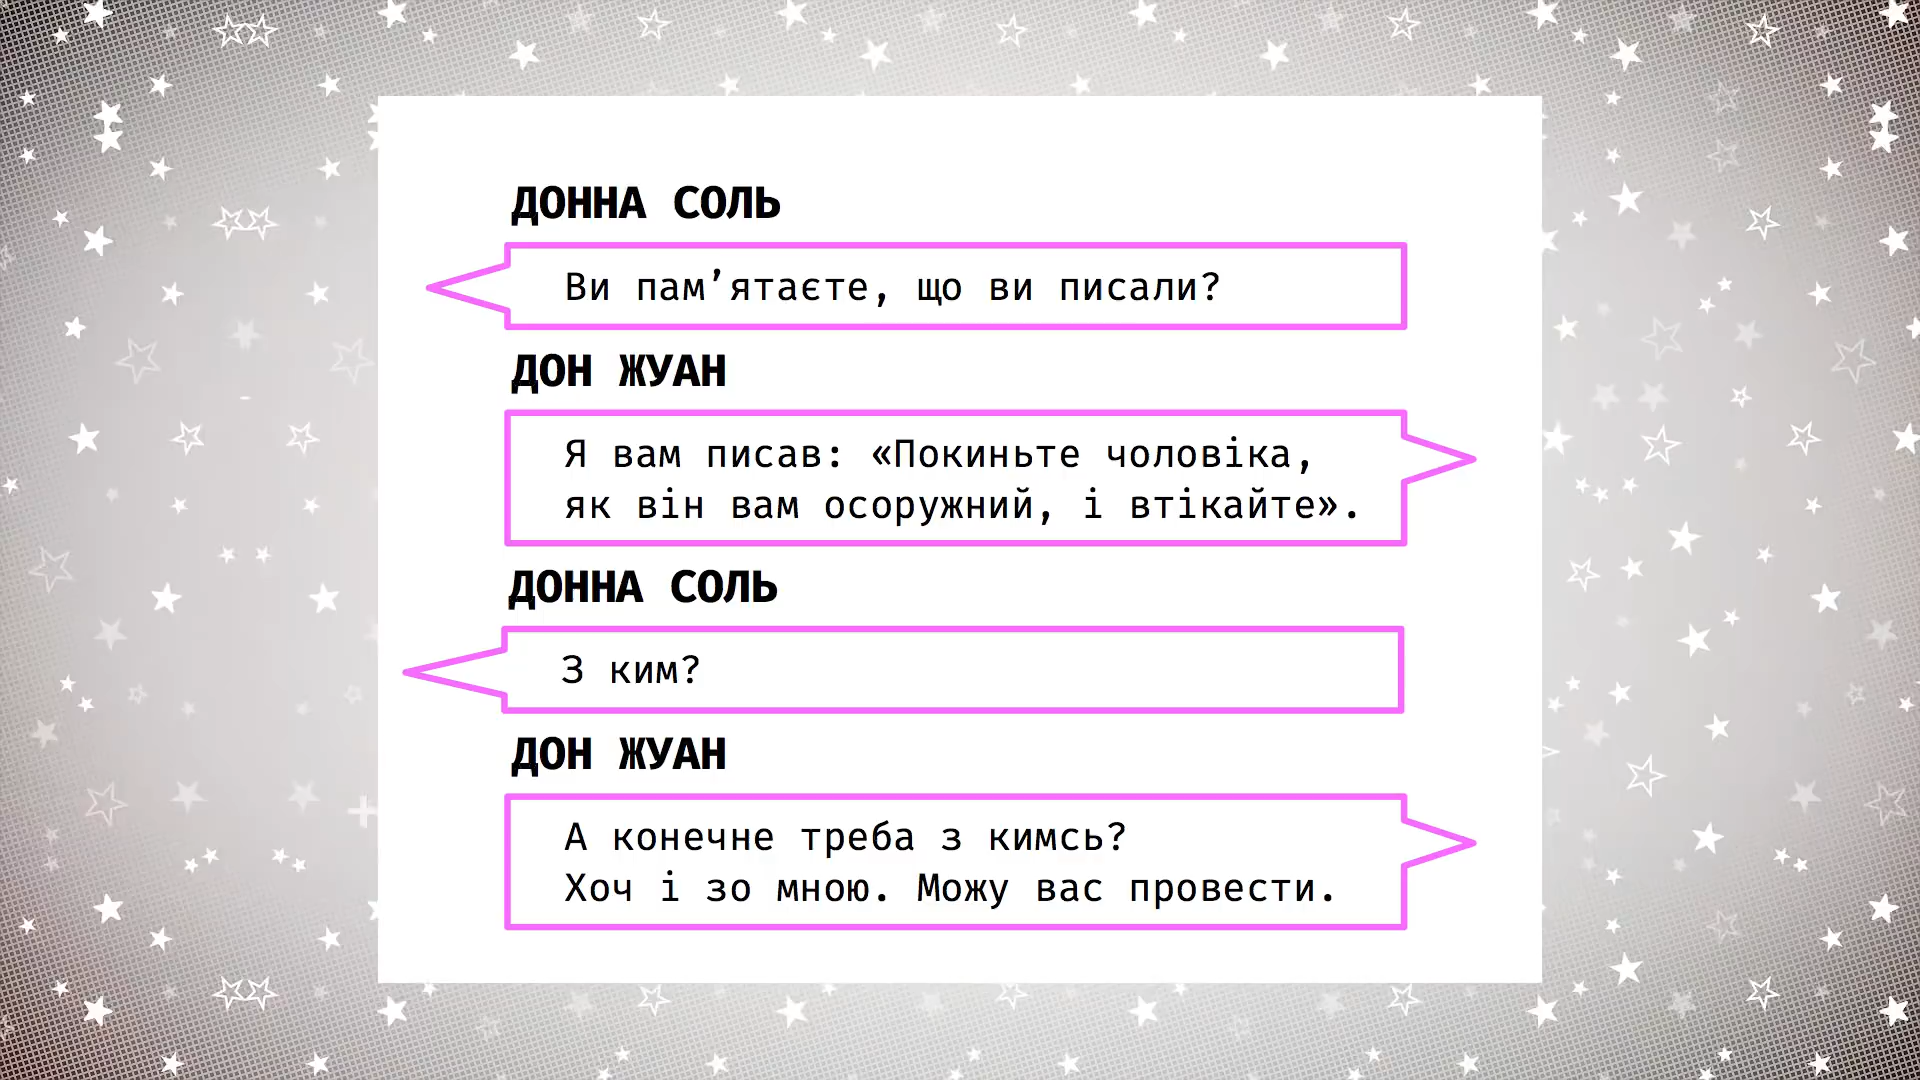 ДОННА СОЛЬ
Ви пам’ятаєте, що ви писали?
ДОН ЖУАН
Я вам писав: «Покиньте чоловіка,
як він вам осоружний, і втікайте».
ДОННА СОЛЬ
З ким?
ДОН ЖУАН
А конечне треба з кимсь?
Хоч і зо мною. Можу вас провести.